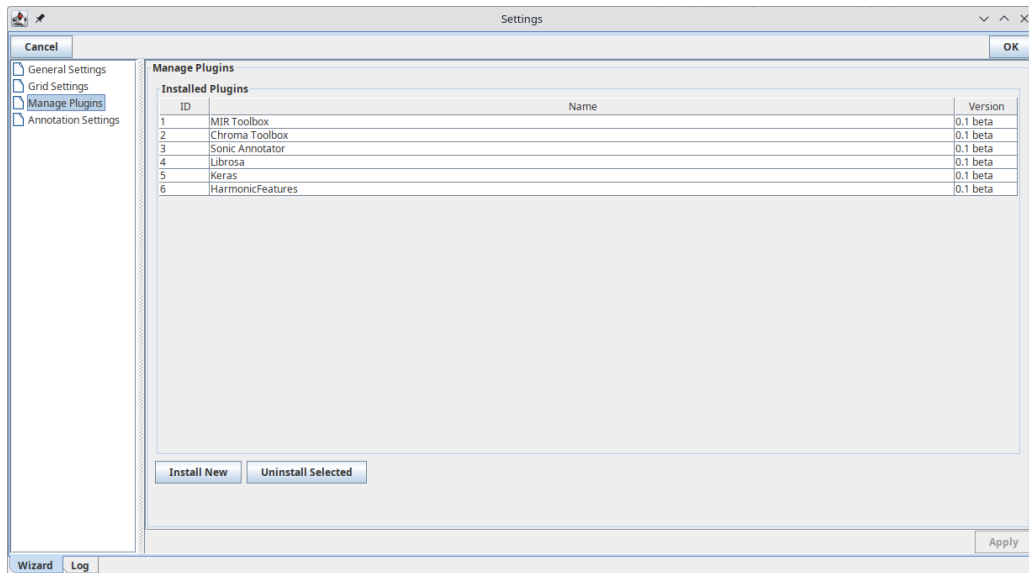 Settings
Cancel
OK
General Settings
Grid Settings
Manage Plugins
Annotation Settings
Manage Plugins
Installed Plugins
ID Name Version
1 MIR Toolbox 0.1 beta
2 Chroma Toolbox 0.1 beta
3 Sonic Annotator 0.1 beta
4 Librosa 0.1 beta
5 Keras 0.1 beta
6 HarmonicFeatures 0.1 beta
Install New Uninstall Selected
Apply
Wizard Log